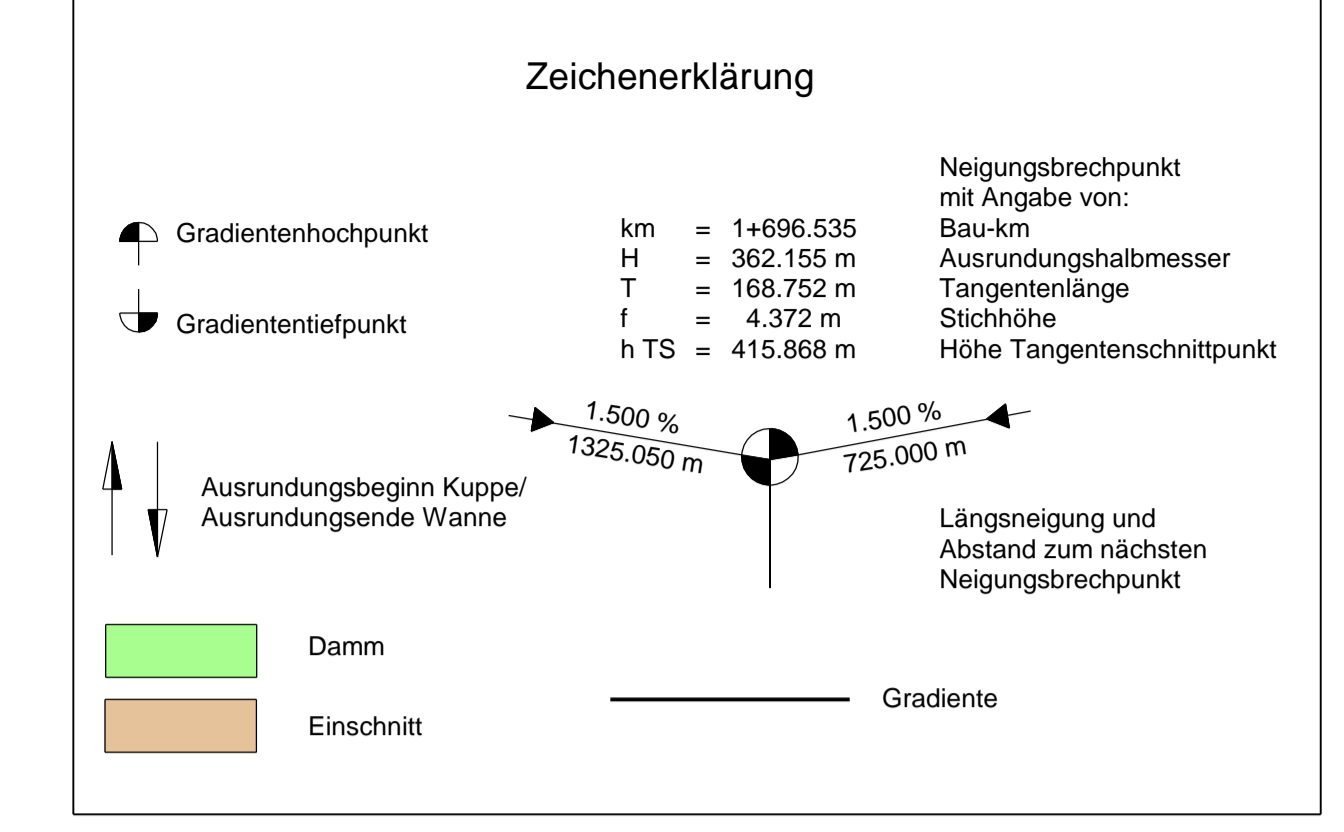 Zeichenerklärung
Gradientenhochpunkt
Gradiententiefpunkt
Neigungsbrechpunkt
mit Angabe von:
km = 1+696.535 Bau-km
H = 362.155 m Ausrundungshalbmesser
T = 168.752 m Tangentenlänge
f = 4.372 m Stichhöhe
h TS = 415.868 m Höhe Tangentenschnittpunkt
1.500 %
1325.050 m
1.500 %
725.000 m
Ausrundungsbeginn Kuppe/
Ausrundungsende Wanne
Längsneigung und
Abstand zum nächsten
Neigungsbrechpunkt
Damm
Gradiente
Einschnitt